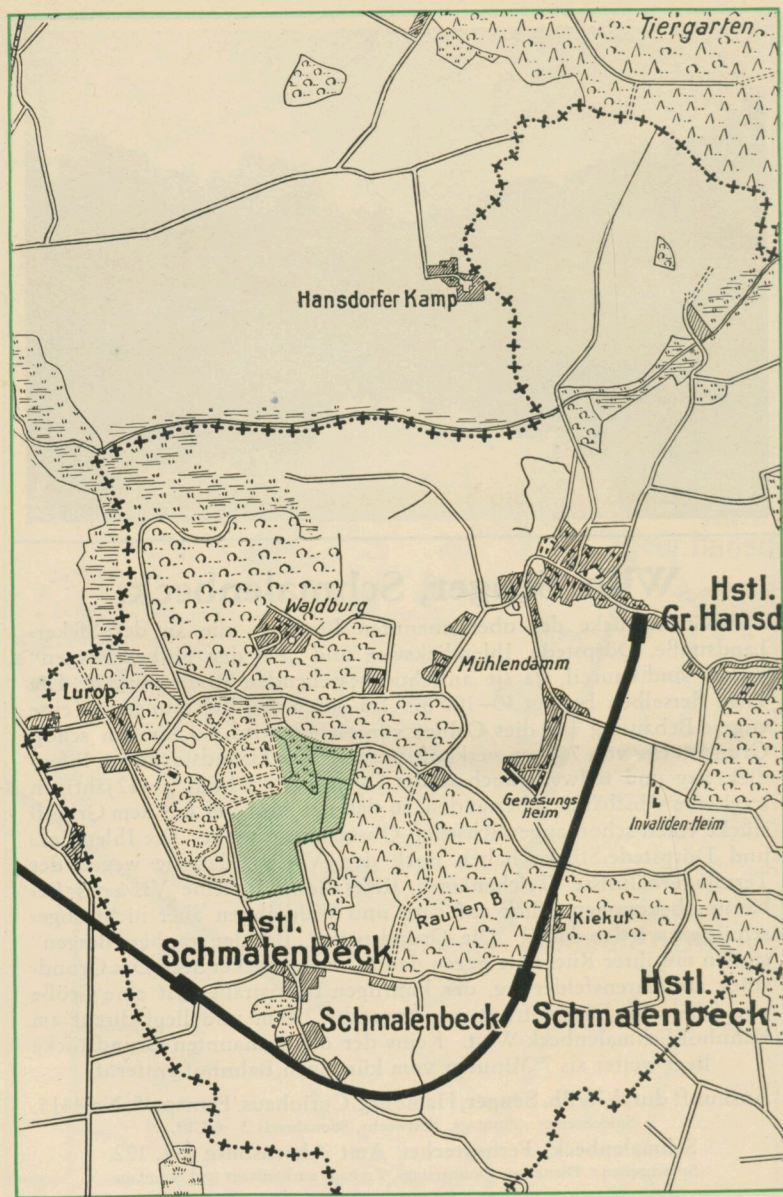 Tiergarten
Hansdorfer Kamp
Waldburg
Hstl.
Gr. Hansd
Mühlendamm
Lurop
Genesungs
Heim
Invaliden-Heim
Rauhen B
Kiekut
Hstl.
Schmalenbeck
Hstl.
Schmalenbeck
Schmalenbeck